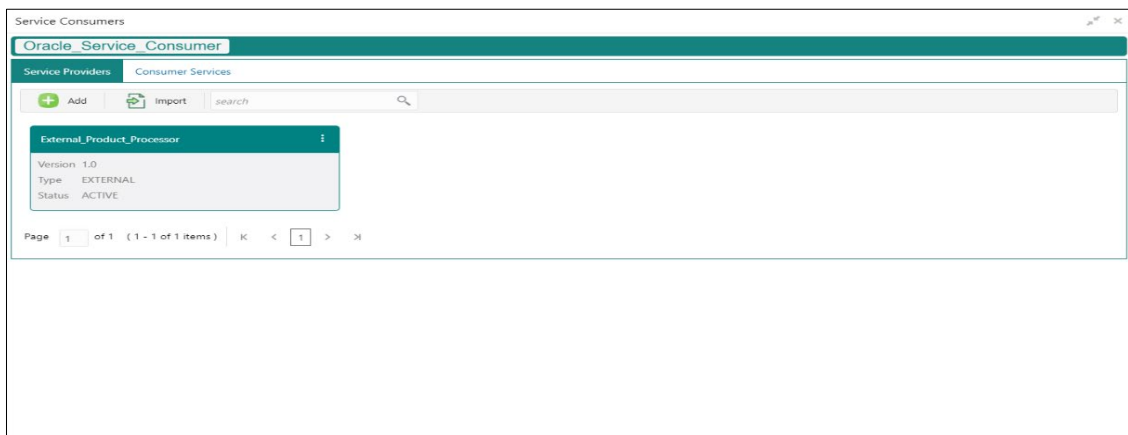 Service Consumers
Oracle_Service_Consumer
Service Providers Consumer Services
Add Import search
External_Product_Processor
Version 1.0
Type EXTERNAL
Status ACTIVE
Page 1 of 1 ( 1 - 1 of 1 items ) 1